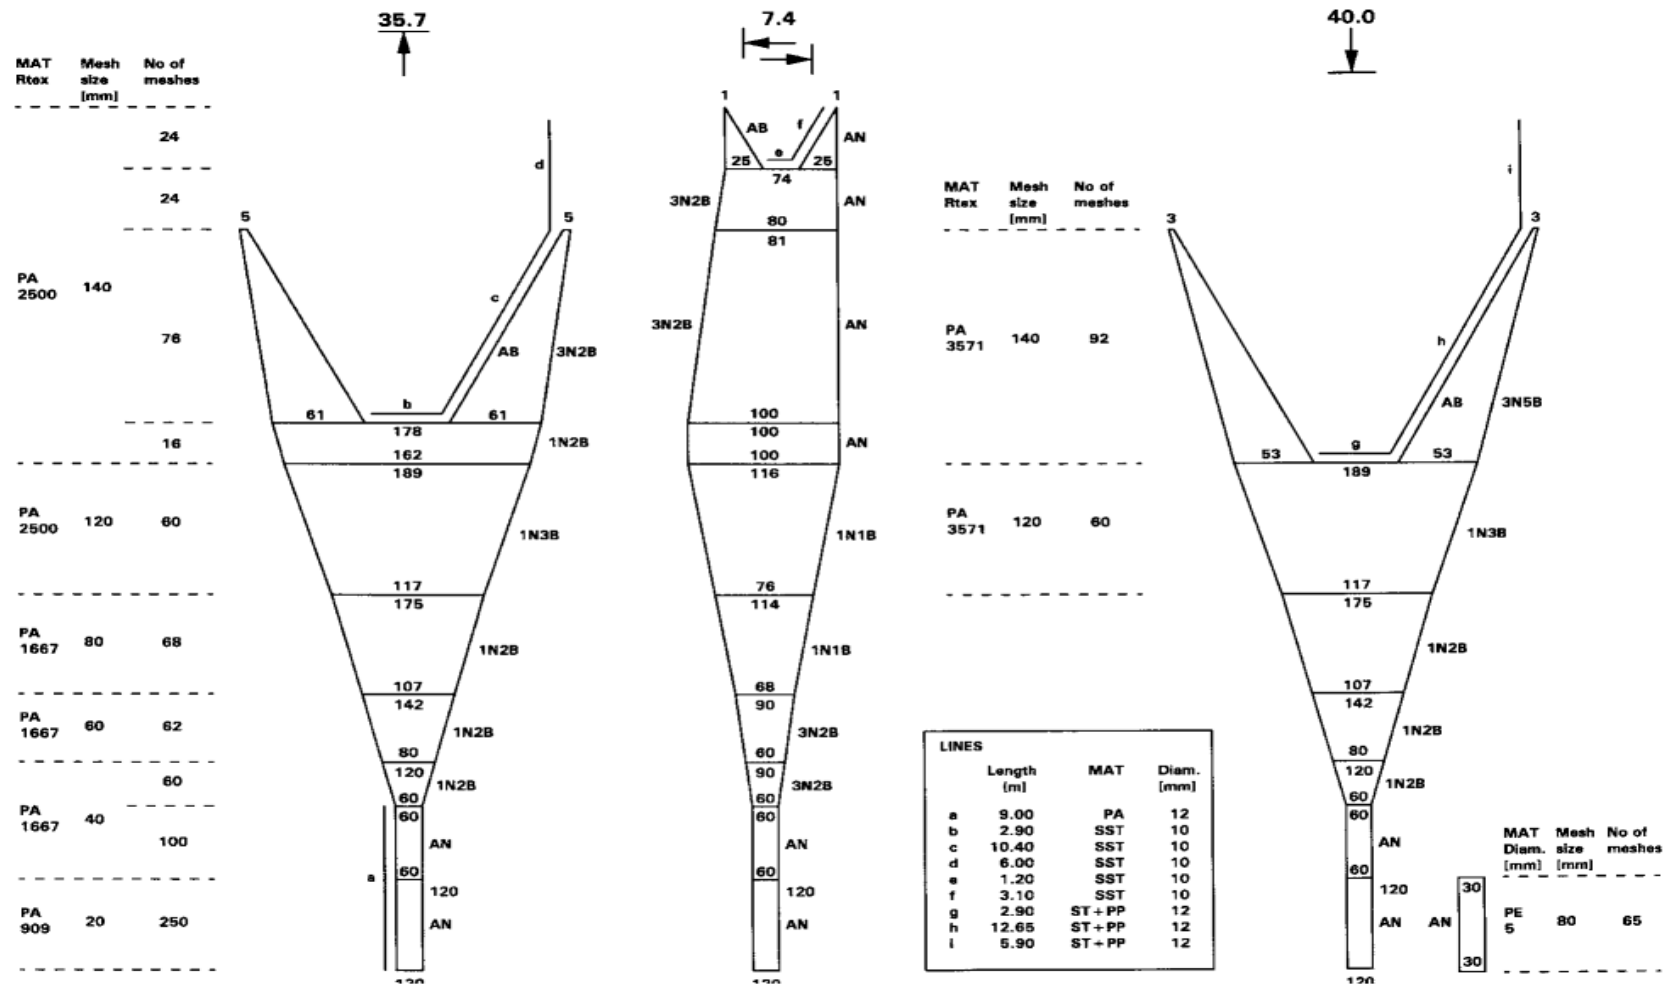 35.7
7.4
40.0
MAT Mesh No of
Rtex size meshes
[mm]
24
24
PA
2500 140
76
16
PA
2500 120 60
PA
1667 80 68
PA
1667 60 62
60
PA
1667 40
100
PA
909 20 250
d
5 5
c
AB 3N2B
b
61 61
178
1N2B
162
189
1N3B
117
175
1N2B
107
142
1N2B
80
120
1N2B
60
60
AN
60
a
120
AN
120
1 1
AB f AN
e
25 25
74
3N2B AN
80
81
3N2B AN
100
100
AN
100
116
1N1B
76
114
1N1B
68
90
3N2B
60
90
3N2B
60
60
AN
60
120
AN
120
MAT Mesh No of
Rtex size meshes
[mm]
PA
3571 140 92
PA
3571 120 60
i
3 3
h
AB 3N5B
g
53 53
189
1N3B
117
175
1N2B
107
142
1N2B
80
120
1N2B
60
60
AN
60
120
AN
120
LINES
Length MAT Diam.
[m] [mm]
a 9.00 PA 12
b 2.90 SST 10
c 10.40 SST 10
d 6.00 SST 10
e 1.20 SST 10
f 3.10 SST 10
g 2.90 ST+PP 12
h 12.65 ST+PP 12
i 5.90 ST+PP 12
MAT Mesh No of
Diam. size meshes
[mm] [mm]
30
AN
30
PE
5 80 65